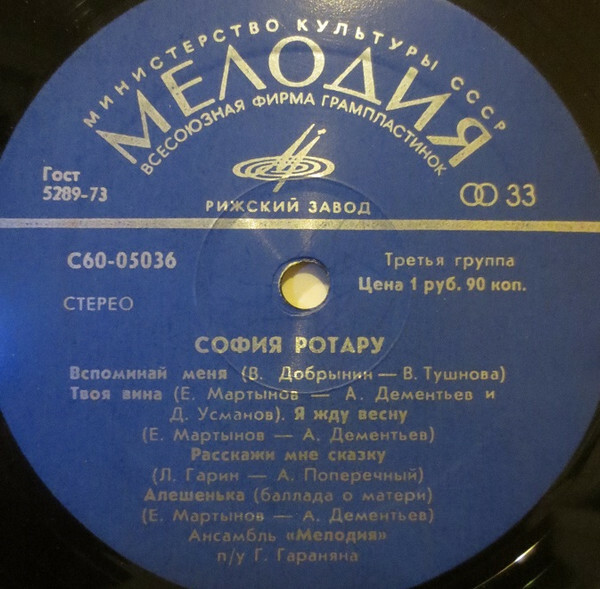 МИНИСТЕРСТВО КУЛЬТУРЫ СССР
МЕЛОДИЯ
ВСЕСОЮЗНАЯ ФИРМА ГРАМПЛАСТИНОК
Гост
5289-73
33
РИЖСКИЙ ЗАВОД
С60-05036
Третья группа
Цена 1 руб. 90 коп.
СТЕРЕО
СОФИЯ РОТАРУ
Вспоминай меня (В. Добрынин — В. Тушнова)
Твоя вина (Е. Мартынов — А. Дементьев и
Д. Усманов). Я жду весну
(Е. Мартынов — А. Дементьев)
Расскажи мне сказку
(Л. Гарин — А. Поперечный)
Алешенька (баллада о матери)
(Е. Мартынов — А. Дементьев)
Ансамбль «Мелодия»
п/у Г. Гараняна